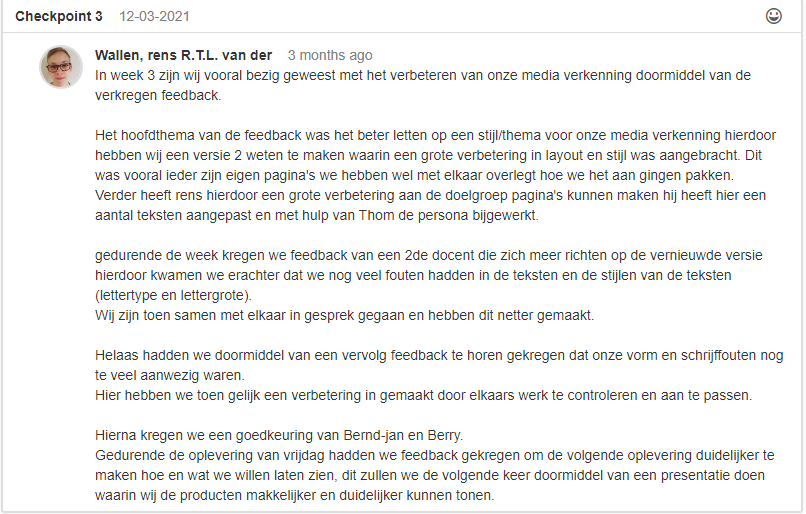 Checkpoint 3 12-03-2021
Wallen, rens R.T.L. van der 3 months ago
In week 3 zijn wij vooral bezig geweest met het verbeteren van onze media verkenning doormiddel van de
verkregen feedback.
Het hoofdthema van de feedback was het beter letten op een stijl/thema voor onze media verkenning hierdoor
hebben wij een versie 2 weten te maken waarin een grote verbetering in layout en stijl was aangebracht. Dit
was vooral ieder zijn eigen pagina's we hebben wel met elkaar overlegt hoe we het aan gingen pakken.
Verder heeft rens hierdoor een grote verbetering aan de doelgroep pagina's kunnen maken hij heeft hier een
aantal teksten aangepast en met hulp van Thom de persona bijgewerkt.
gedurende de week kregen we feedback van een 2de docent die zich meer richten op de vernieuwde versie
hierdoor kwamen we erachter dat we nog veel fouten hadden in de teksten en de stijlen van de teksten
(lettertype en lettergrote).
Wij zijn toen samen met elkaar in gesprek gegaan en hebben dit netter gemaakt.
Helaas hadden we doormiddel van een vervolg feedback te horen gekregen dat onze vorm en schrijffouten nog
te veel aanwezig waren.
Hier hebben we toen gelijk een verbetering in gemaakt door elkaars werk te controleren en aan te passen.
Hierna kregen we een goedkeuring van Bernd-jan en Berry.
Gedurende de oplevering van vrijdag hadden we feedback gekregen om de volgende oplevering duidelijker te
maken hoe en wat we willen laten zien, dit zullen we de volgende keer doormiddel van een presentatie doen
waarin wij de producten makkelijker en duidelijker kunnen tonen.